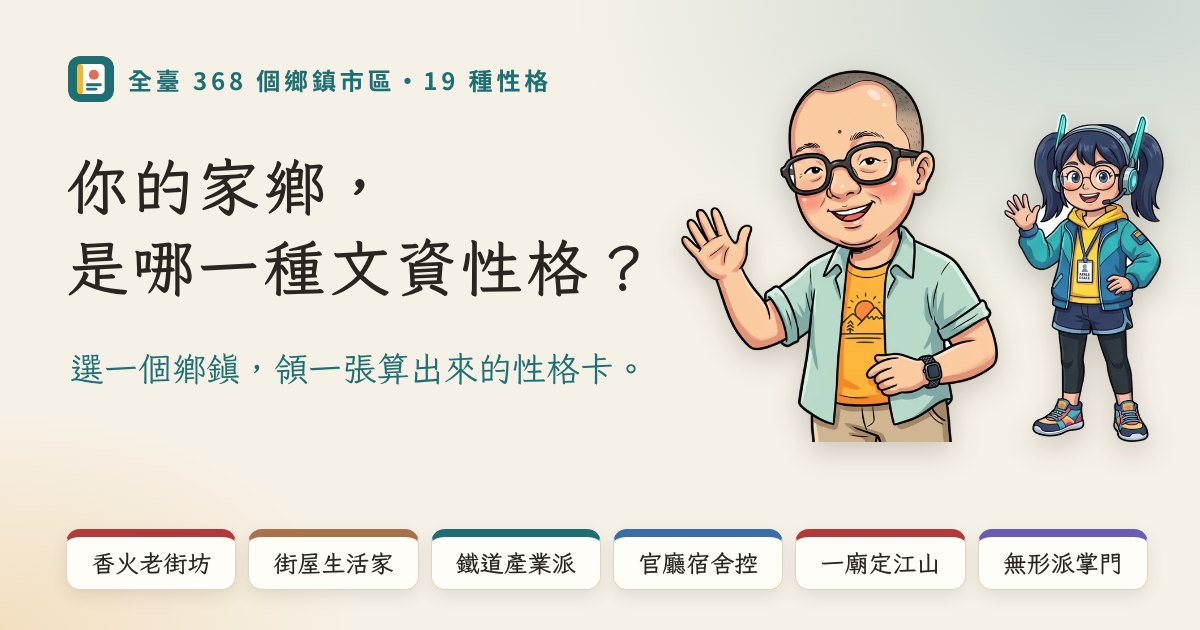 全臺 368 個鄉鎮市區・19 種性格
你的家鄉，
是哪一種文資性格？
選一個鄉鎮，領一張算出來的性格卡。
香火老街坊
街屋生活家
鐵道產業派
官廳宿舍控
一廟定江山
無形派掌門